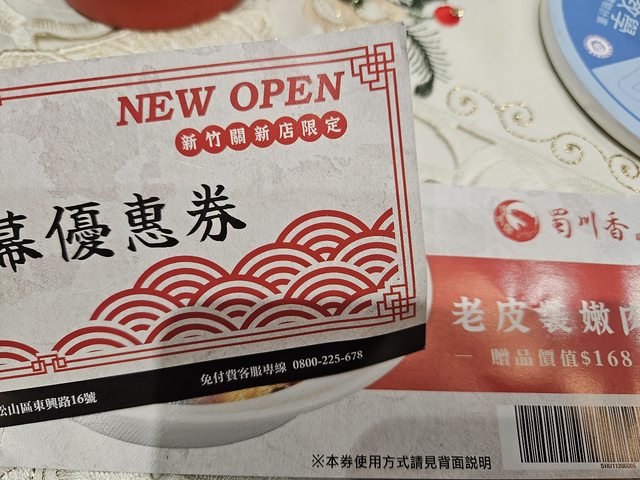 NEW OPEN
新竹關新店限定
幕優惠券
免付費客服專線 0800-225-678
松山區東興路16號
蜀川香
老皮裝嫩肉
贈品價值$168
※本券使用方式請見背面説明